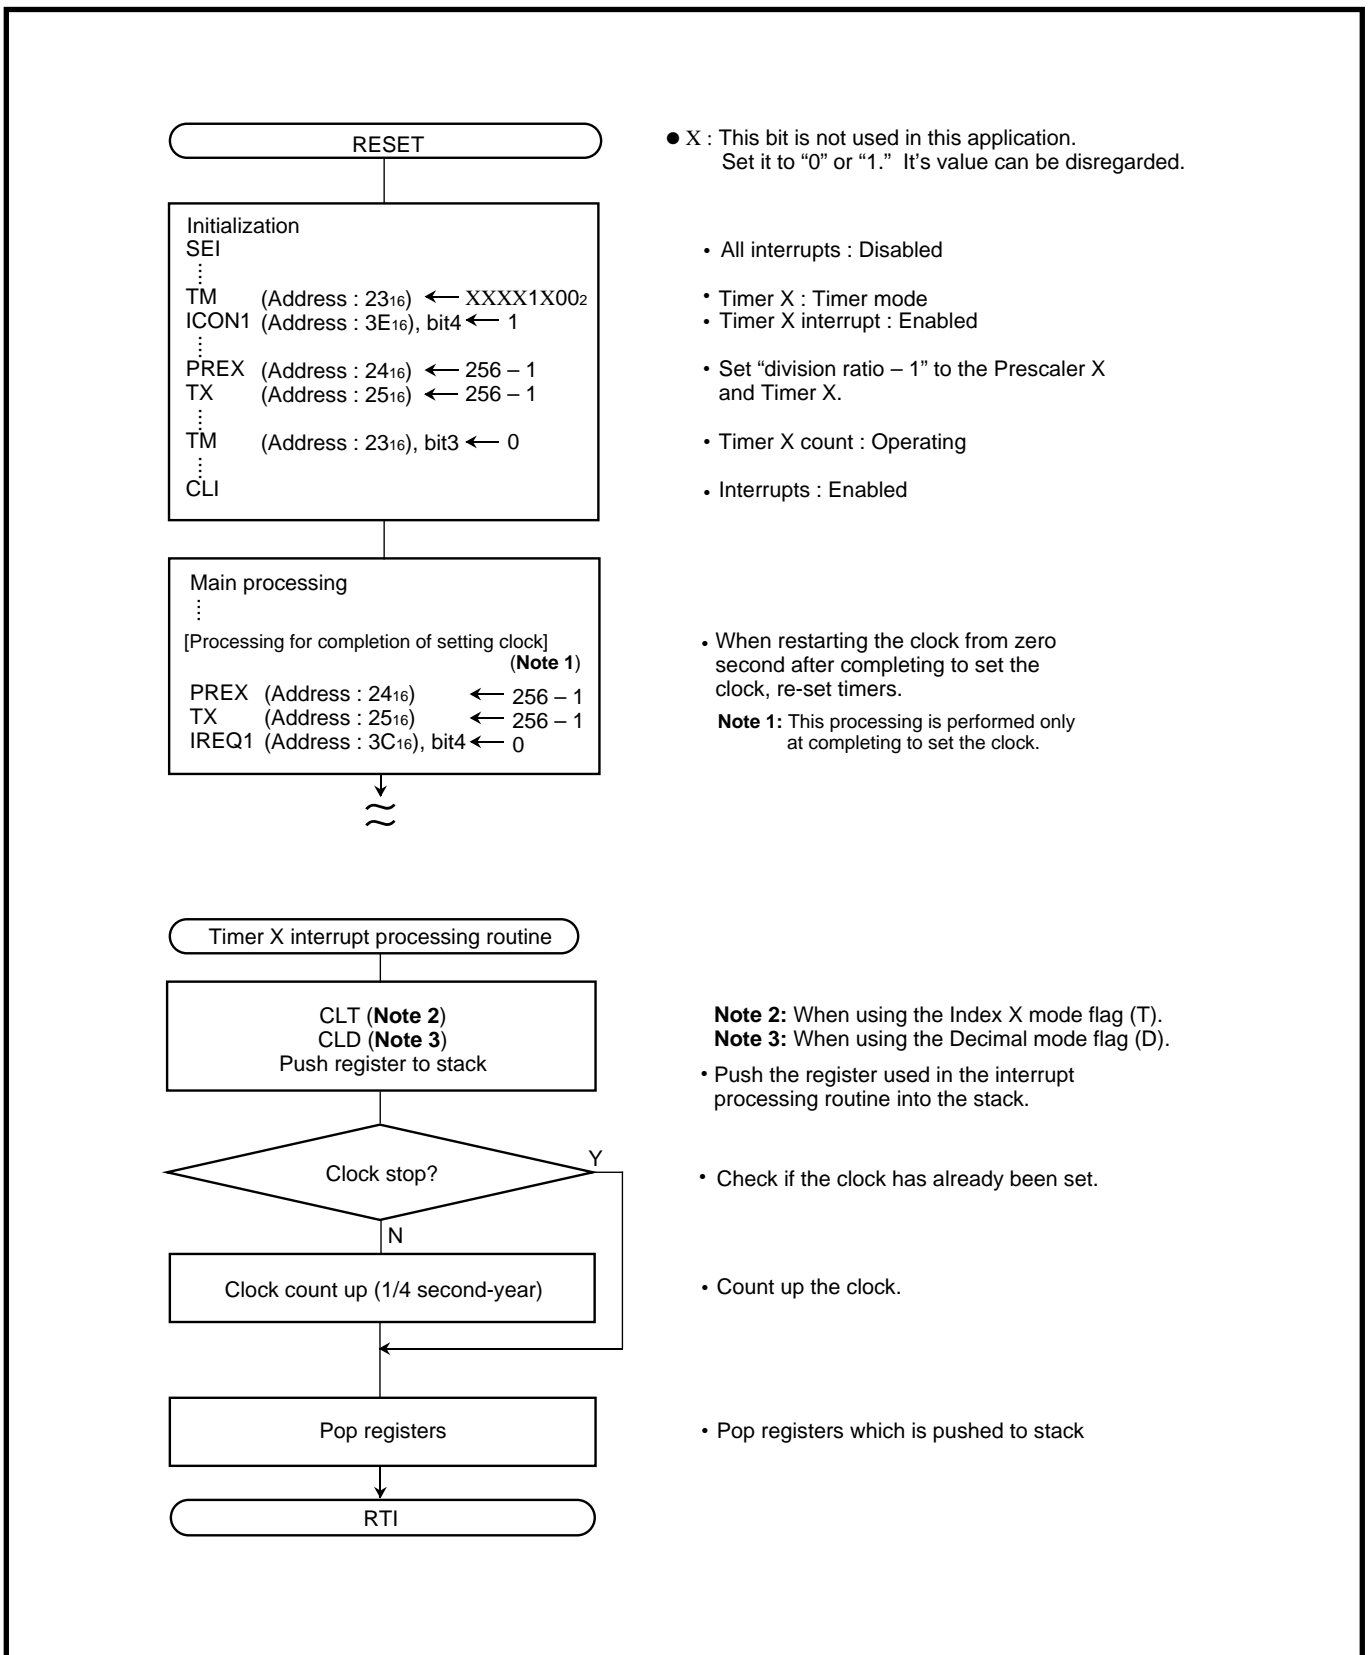 RESET
● X : This bit is not used in this application.
Set it to “0” or “1.” It’s value can be disregarded.
Initialization
SEI
• All interrupts : Disabled
TM (Address : 2316) ← XXXX1X002
• Timer X : Timer mode
ICON1 (Address : 3E16), bit4 ← 1
• Timer X interrupt : Enabled
PREX (Address : 2416) ← 256 – 1
• Set “division ratio – 1” to the Prescaler X
TX (Address : 2516) ← 256 – 1
and Timer X.
TM (Address : 2316), bit3 ← 0
• Timer X count : Operating
CLI
• Interrupts : Enabled
Main processing
[Processing for completion of setting clock]
(Note 1)
• When restarting the clock from zero
second after completing to set the
clock, re-set timers.
PREX (Address : 2416) ← 256 – 1
TX (Address : 2516) ← 256 – 1
IREQ1 (Address : 3C16), bit4 ← 0
Note 1: This processing is performed only
at completing to set the clock.
Timer X interrupt processing routine
CLT (Note 2)
CLD (Note 3)
Push register to stack
Note 2: When using the Index X mode flag (T).
Note 3: When using the Decimal mode flag (D).
• Push the register used in the interrupt
processing routine into the stack.
Clock stop?
Y
• Check if the clock has already been set.
N
Clock count up (1/4 second-year)
• Count up the clock.
Pop registers
• Pop registers which is pushed to stack
RTI